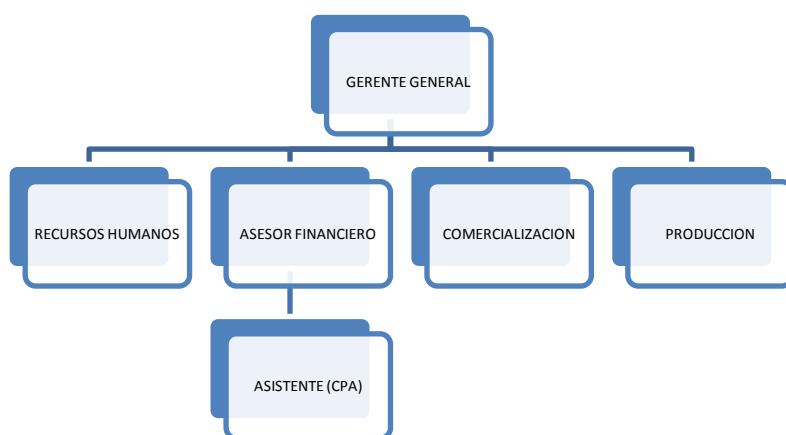 GERENTE GENERAL
RECURSOS HUMANOS
ASESOR FINANCIERO
COMERCIALIZACION
PRODUCCION
ASISTENTE (CPA)